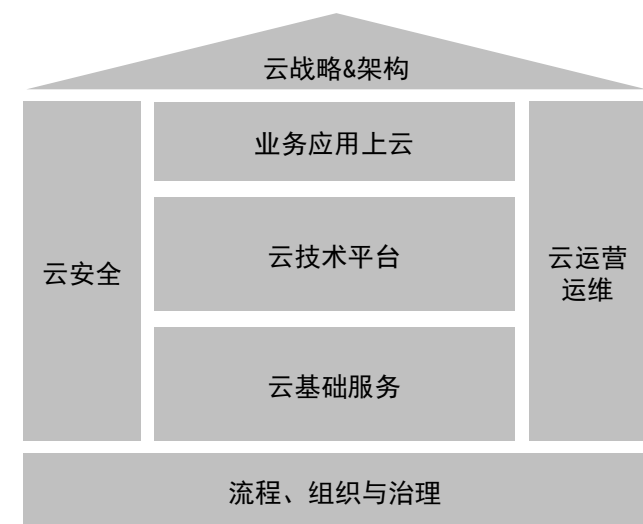 云战略&架构
业务应用上云
云安全
云技术平台
云运营
运维
云基础服务
流程、组织与治理